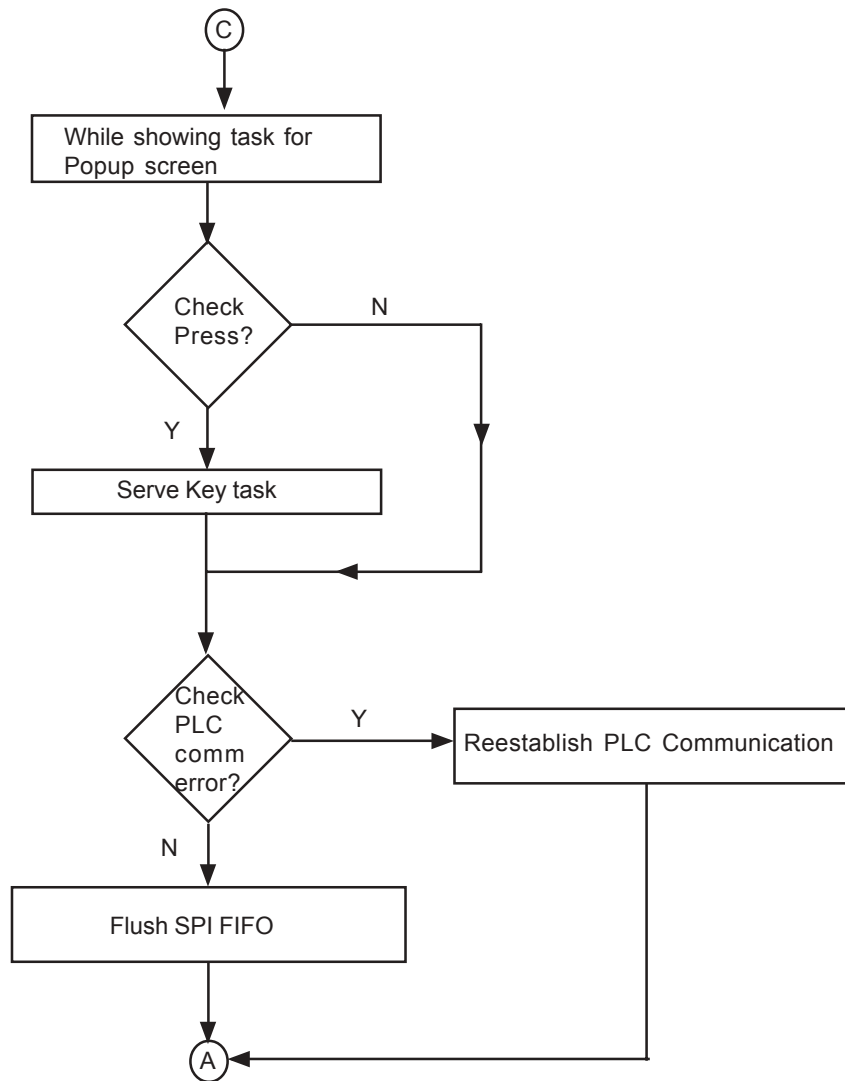 C
While showing task for
Popup screen
Check
Press?
N
Y
Serve Key task
Check
PLC
comm
error?
Y
Reestablish PLC Communication
N
Flush SPI FIFO
A